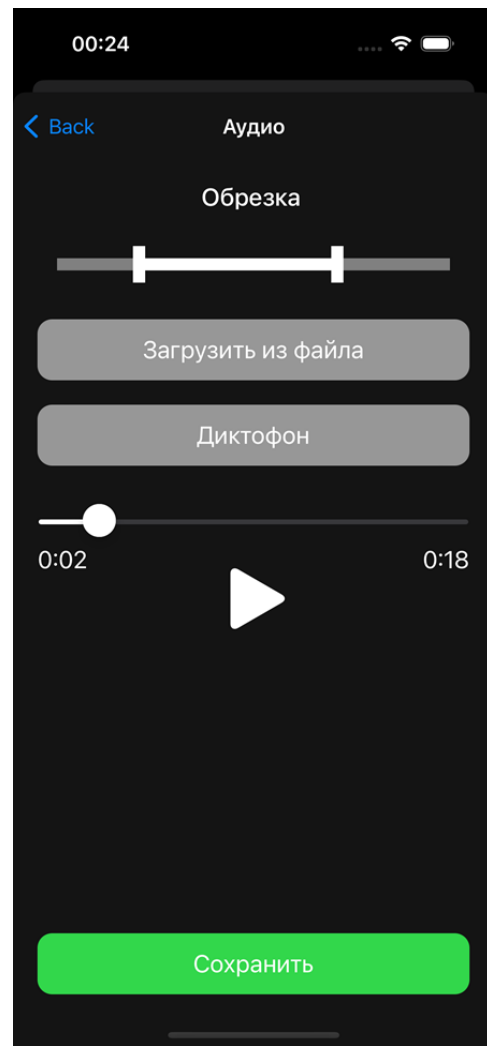 00:24
Back
Аудио
Обрезка
Загрузить из файла
Диктофон
0:02 0:18
Сохранить